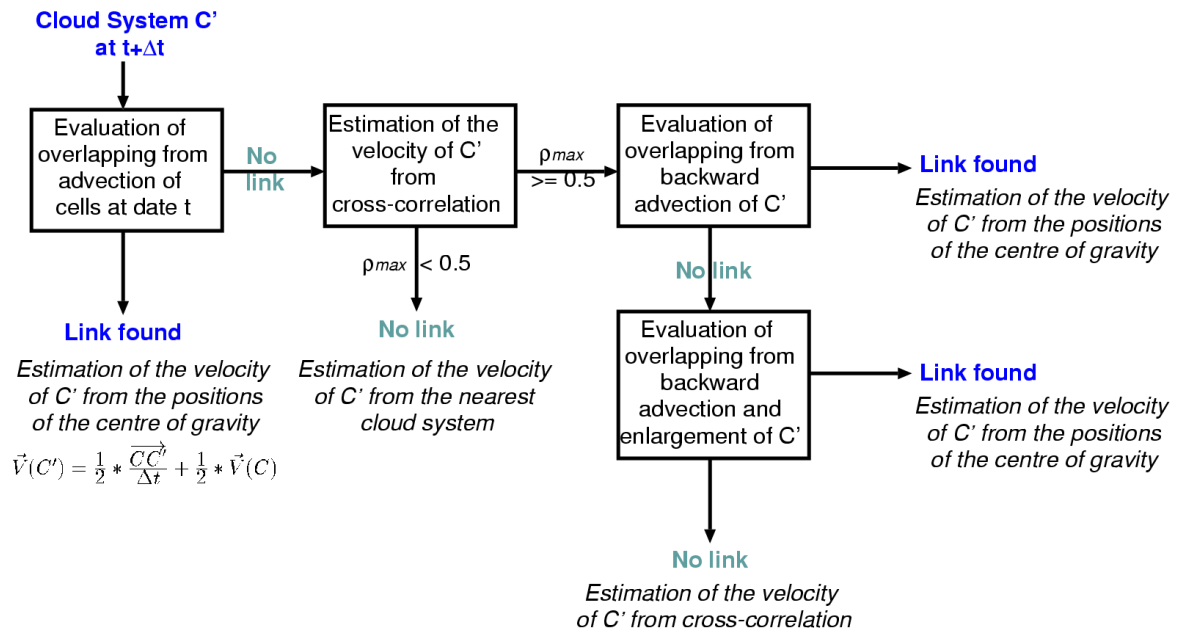 Cloud System C'
at t+Δt
Evaluation of
overlapping from
advection of
cells at date t
No
link
Estimation of the
velocity of C'
from
cross-correlation
ρmax
>= 0.5
Evaluation of
overlapping from
backward
advection of C'
Link found
Estimation of the velocity
of C' from the positions
of the centre of gravity
ρmax < 0.5
No link
Link found
Estimation of the velocity
of C' from the positions
of the centre of gravity
V⃗(C′) = 1/2 * CC′⃗/Δt + 1/2 * V⃗(C)
No link
Estimation of the velocity
of C' from the nearest
cloud system
Evaluation of
overlapping from
backward
advection and
enlargement of C'
Link found
Estimation of the velocity
of C' from the positions
of the centre of gravity
No link
Estimation of the velocity
of C' from cross-correlation